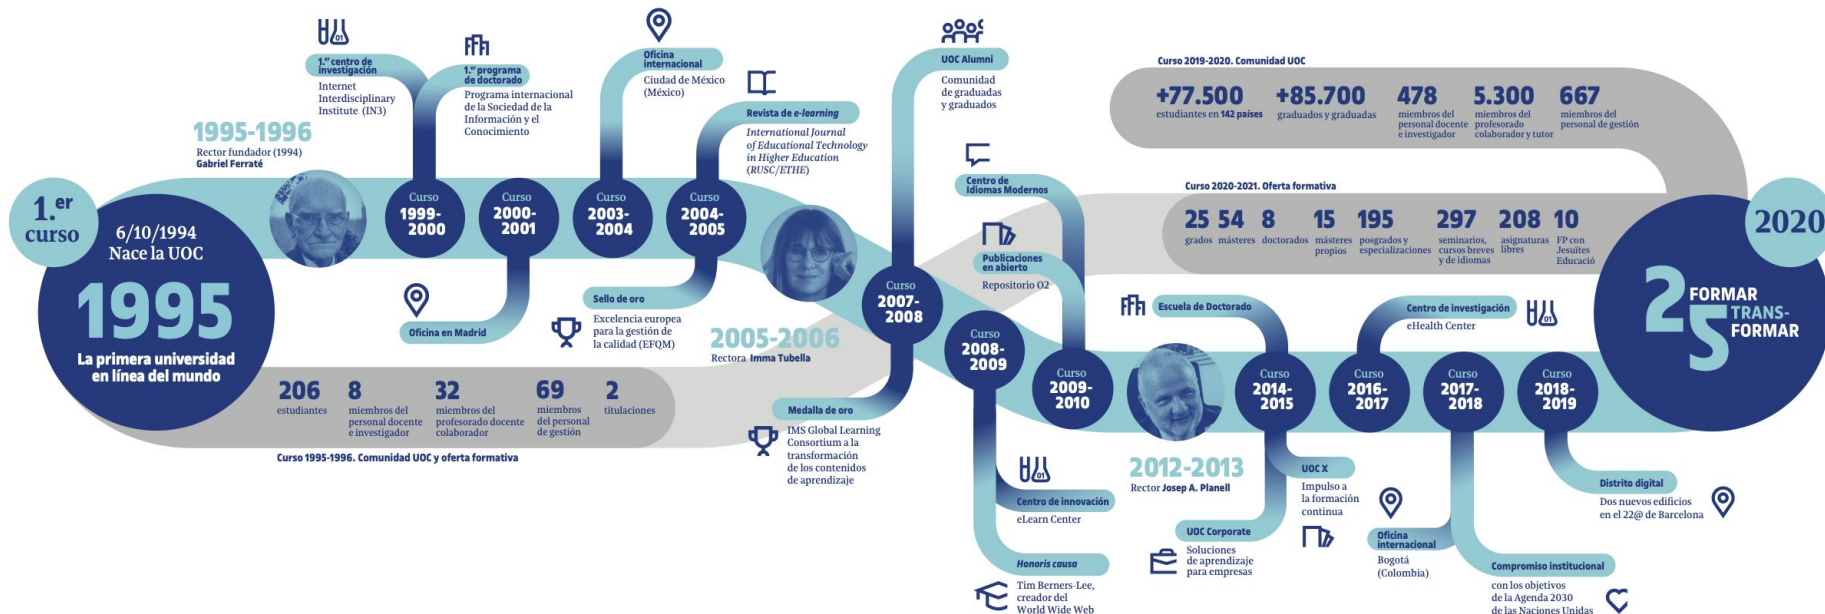 1.er
curso
6/10/1994
Nace la UOC
1995
La primera universidad
en línea del mundo
1995-1996
Rector fundador (1994)
Gabriel Ferraté
206
estudiantes
8
miembros del
personal docente
e investigador
32
miembros del
profesorado docente
colaborador
69
miembros
del personal
de gestión
2
titulaciones
Curso 1995-1996. Comunidad UOC y oferta formativa
01
1.er centro de
investigación
Internet
Interdisciplinary
Institute (IN3)
1.er programa
de doctorado
Programa internacional
de la Sociedad de la
Información y el
Conocimiento
Curso
1999-
2000
Curso
2000-
2001
Oficina en Madrid
Oficina
internacional
Ciudad de México
(México)
Curso
2003-
2004
Revista de e-learning
International Journal
of Educational Technology
in Higher Education
(RUSC/ETHE)
Curso
2004-
2005
Sello de oro
Excelencia europea
para la gestión de
la calidad (EFQM)
2005-2006
Rectora Imma Tubella
UOC Alumni
Comunidad
de graduadas
y graduados
Curso
2007-
2008
Medalla de oro
IMS Global Learning
Consortium a la
transformación
de los contenidos
de aprendizaje
Curso
2008-
2009
01
Centro de innovación
eLearn Center
Honoris causa
Tim Berners-Lee,
creador del
World Wide Web
Centro de
Idiomas Modernos
Publicaciones
en abierto
Repositorio O2
Curso
2009-
2010
2012-2013
Rector Josep A. Planell
Escuela de Doctorado
Curso
2014-
2015
UOC X
Impulso a
la formación
continua
UOC Corporate
Soluciones
de aprendizaje
para empresas
Centro de investigación
eHealth Center
01
Curso
2016-
2017
Curso
2017-
2018
Oficina
internacional
Bogotá
(Colombia)
Compromiso institucional
con los objetivos
de la Agenda 2030
de las Naciones Unidas
Curso
2018-
2019
Distrito digital
Dos nuevos edificios
en el 22@ de Barcelona
Curso 2019-2020. Comunidad UOC
+77.500
estudiantes en 142 países
+85.700
graduados y graduadas
478
miembros del
personal docente
e investigador
5.300
miembros del
profesorado
colaborador y tutor
667
miembros del
personal de gestión
Curso 2020-2021. Oferta formativa
25
grados
54
másteres
8
doctorados
15
másteres
propios
195
posgrados y
especializaciones
297
seminarios,
cursos breves
y de idiomas
208
asignaturas
libres
10
FP con
Jesuïtes
Educació
2020
25
FORMAR
TRANS-
FORMAR